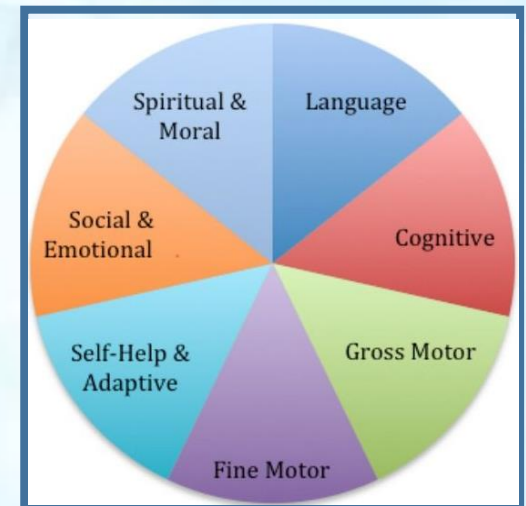 Spiritual &
Moral
Language
Cognitive
Gross Motor
Fine Motor
Self-Help &
Adaptive
Social &
Emotional